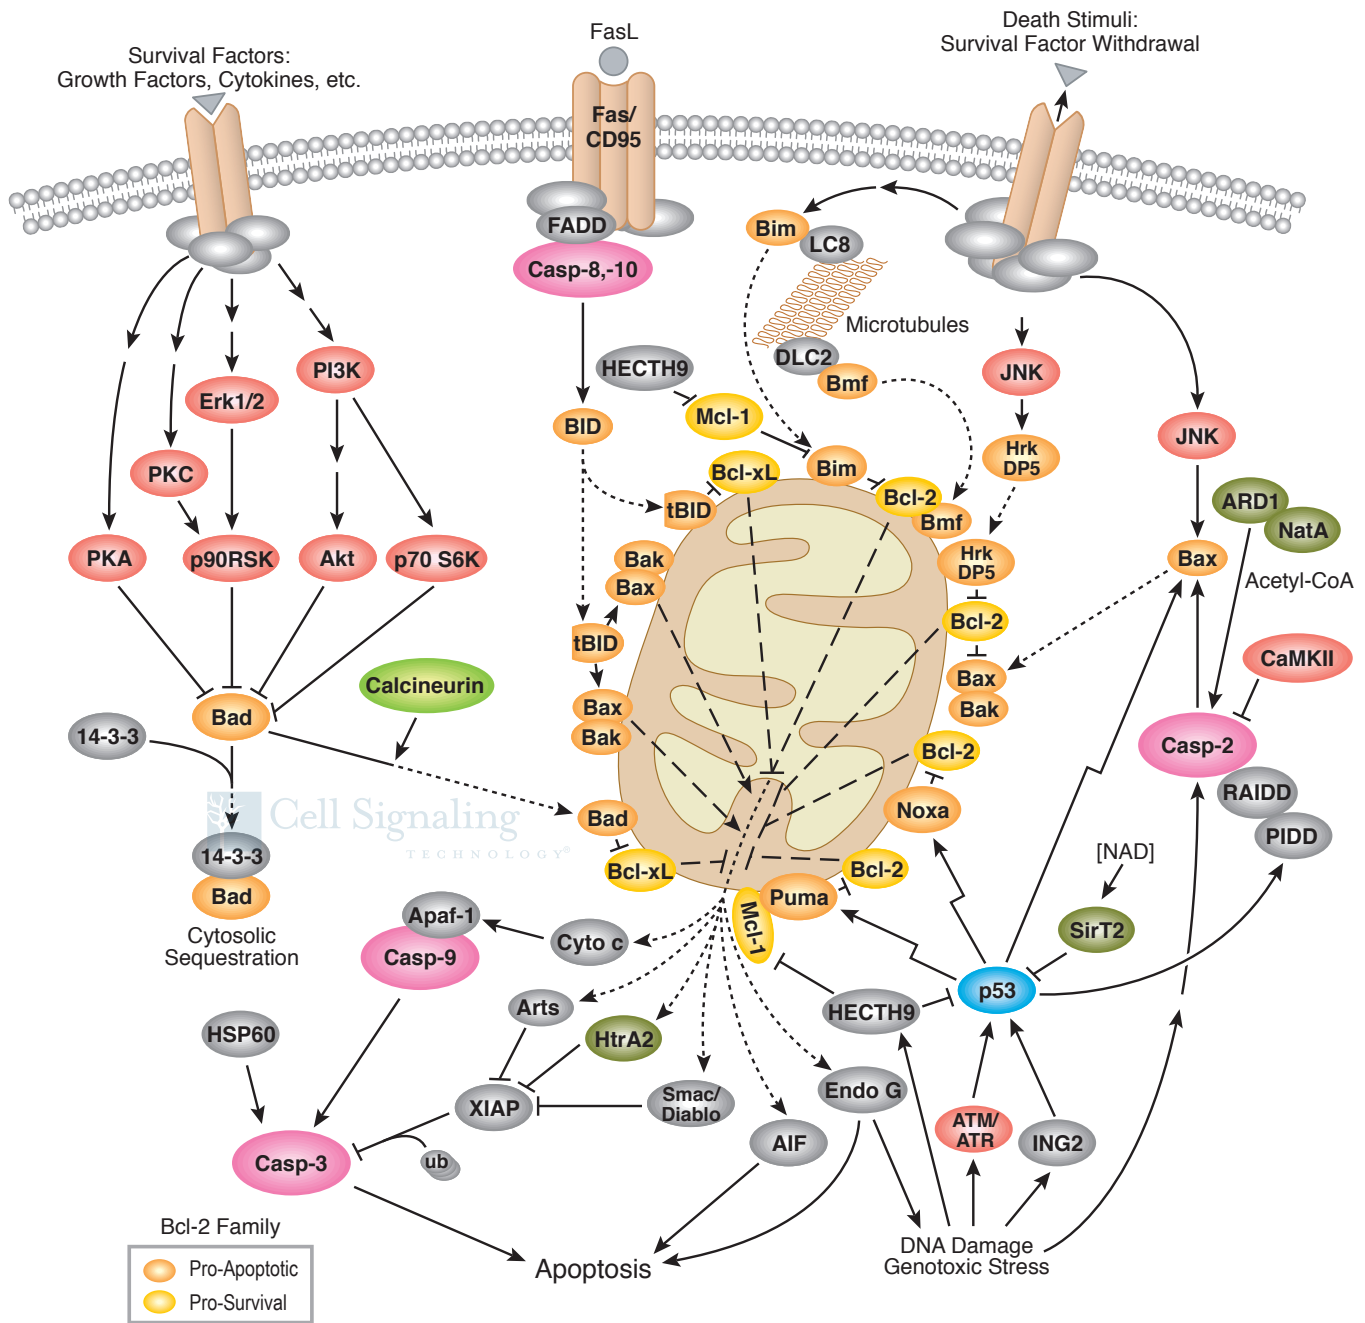 Survival Factors:
Growth Factors, Cytokines, etc.
FasL
Death Stimuli:
Survival Factor Withdrawal
Fas/
CD95
FADD
Casp-8,-10
Bim
LC8
Microtubules
DLC2
Bmf
HECTH9
Mcl-1
PI3K
Erk1/2
PKC
PKA
p90RSK
Akt
p70 S6K
BID
JNK
Hrk
DP5
JNK
ARD1
NatA
Acetyl-CoA
Bax
CaMKII
Casp-2
RAIDD
PIDD
Bcl-xL
tBID
Bim
Bcl-2
Bmf
Hrk
DP5
Bcl-2
Bax
Bak
Bak
Bax
tBID
Bax
Bak
Bcl-2
Noxa
Calcineurin
Bad
14-3-3
14-3-3
Bad
Cytosolic
Sequestration
Cell Signaling
TECHNOLOGY®
Bad
Bcl-xL
Bcl-2
Puma
Mcl-1
[NAD]
SirT2
p53
HECTH9
Apaf-1
Casp-9
Cyto c
Arts
HtrA2
HSP60
XIAP
Smac/
Diablo
Endo G
AIF
ATM/
ATR
ING2
Casp-3
ub
DNA Damage
Genotoxic Stress
Apoptosis
Bcl-2 Family
Pro-Apoptotic
Pro-Survival